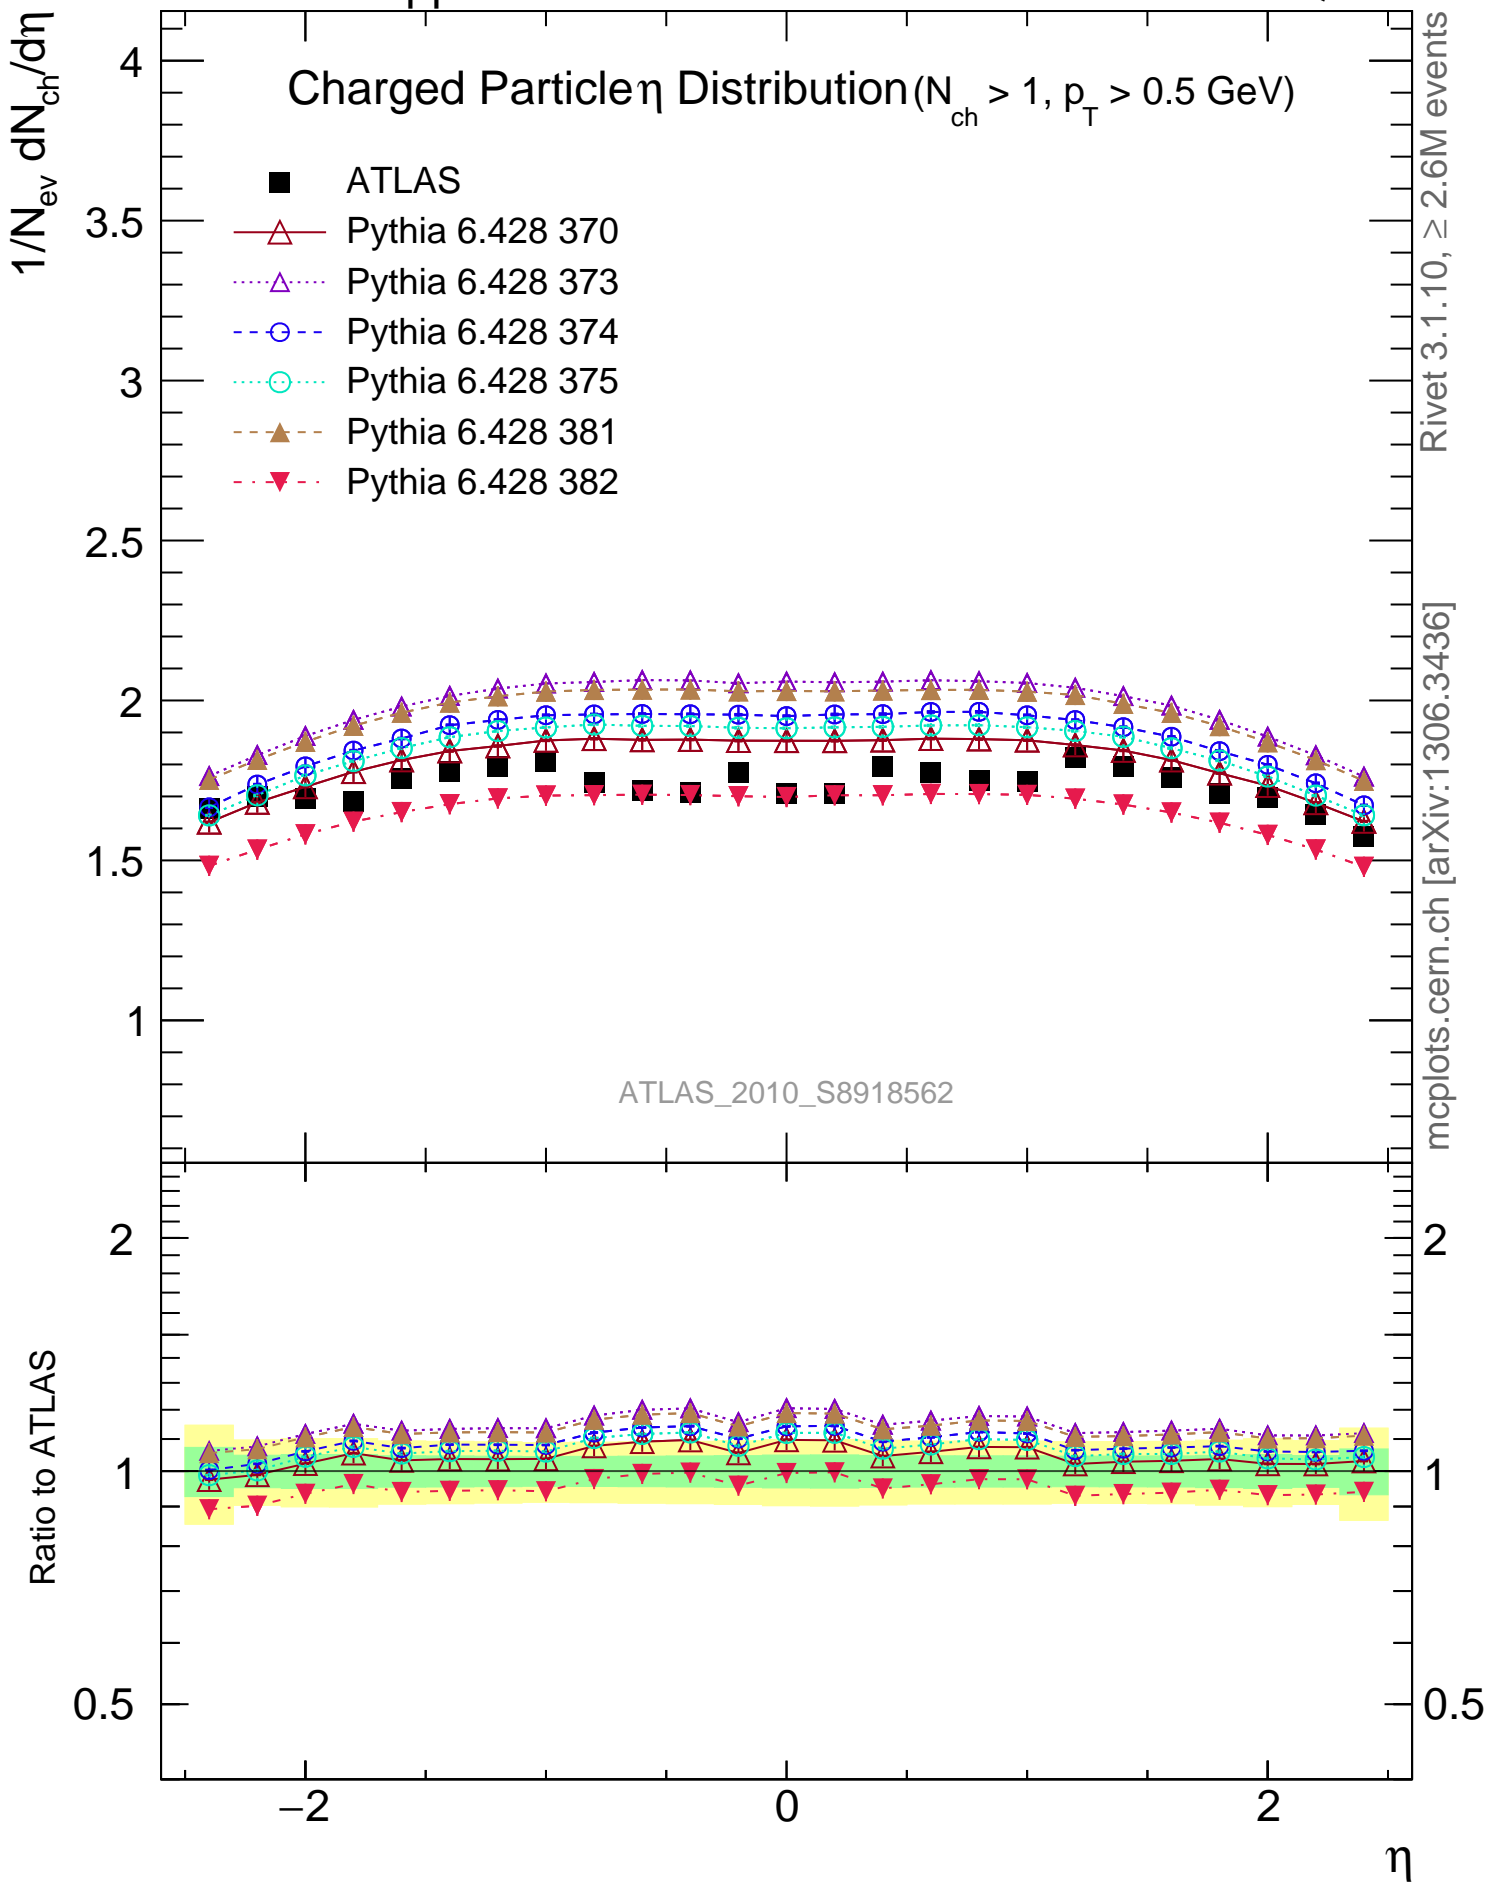 1/N_ev dN_ch/dη
Charged Particle η Distribution (N_ch > 1, p_T > 0.5 GeV)
ATLAS
Pythia 6.428 370
Pythia 6.428 373
Pythia 6.428 374
Pythia 6.428 375
Pythia 6.428 381
Pythia 6.428 382
4
3.5
3
2.5
2
1.5
1
ATLAS_2010_S8918562
Rivet 3.1.10, ≥ 2.6M events
mcplots.cern.ch [arXiv:1306.3436]
Ratio to ATLAS
2
1
0.5
2
1
0.5
−2
0
2
η